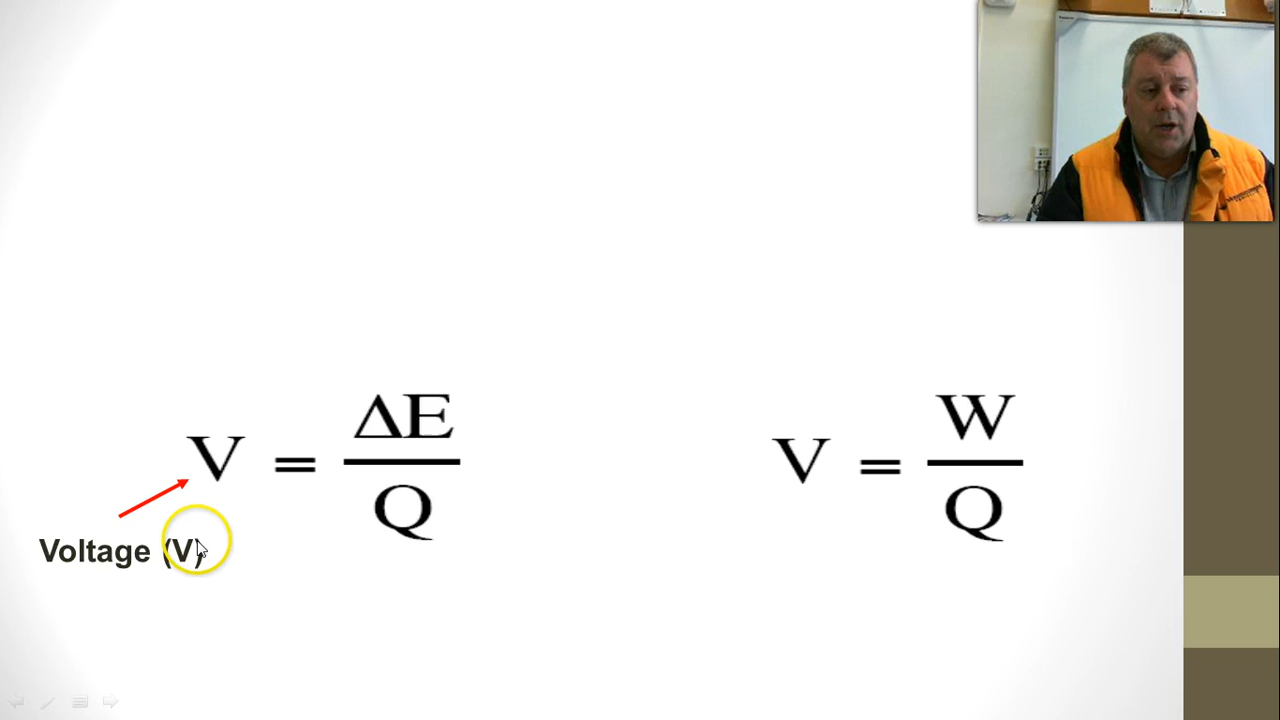 V = ΔE / Q
V = W / Q
Voltage (V)